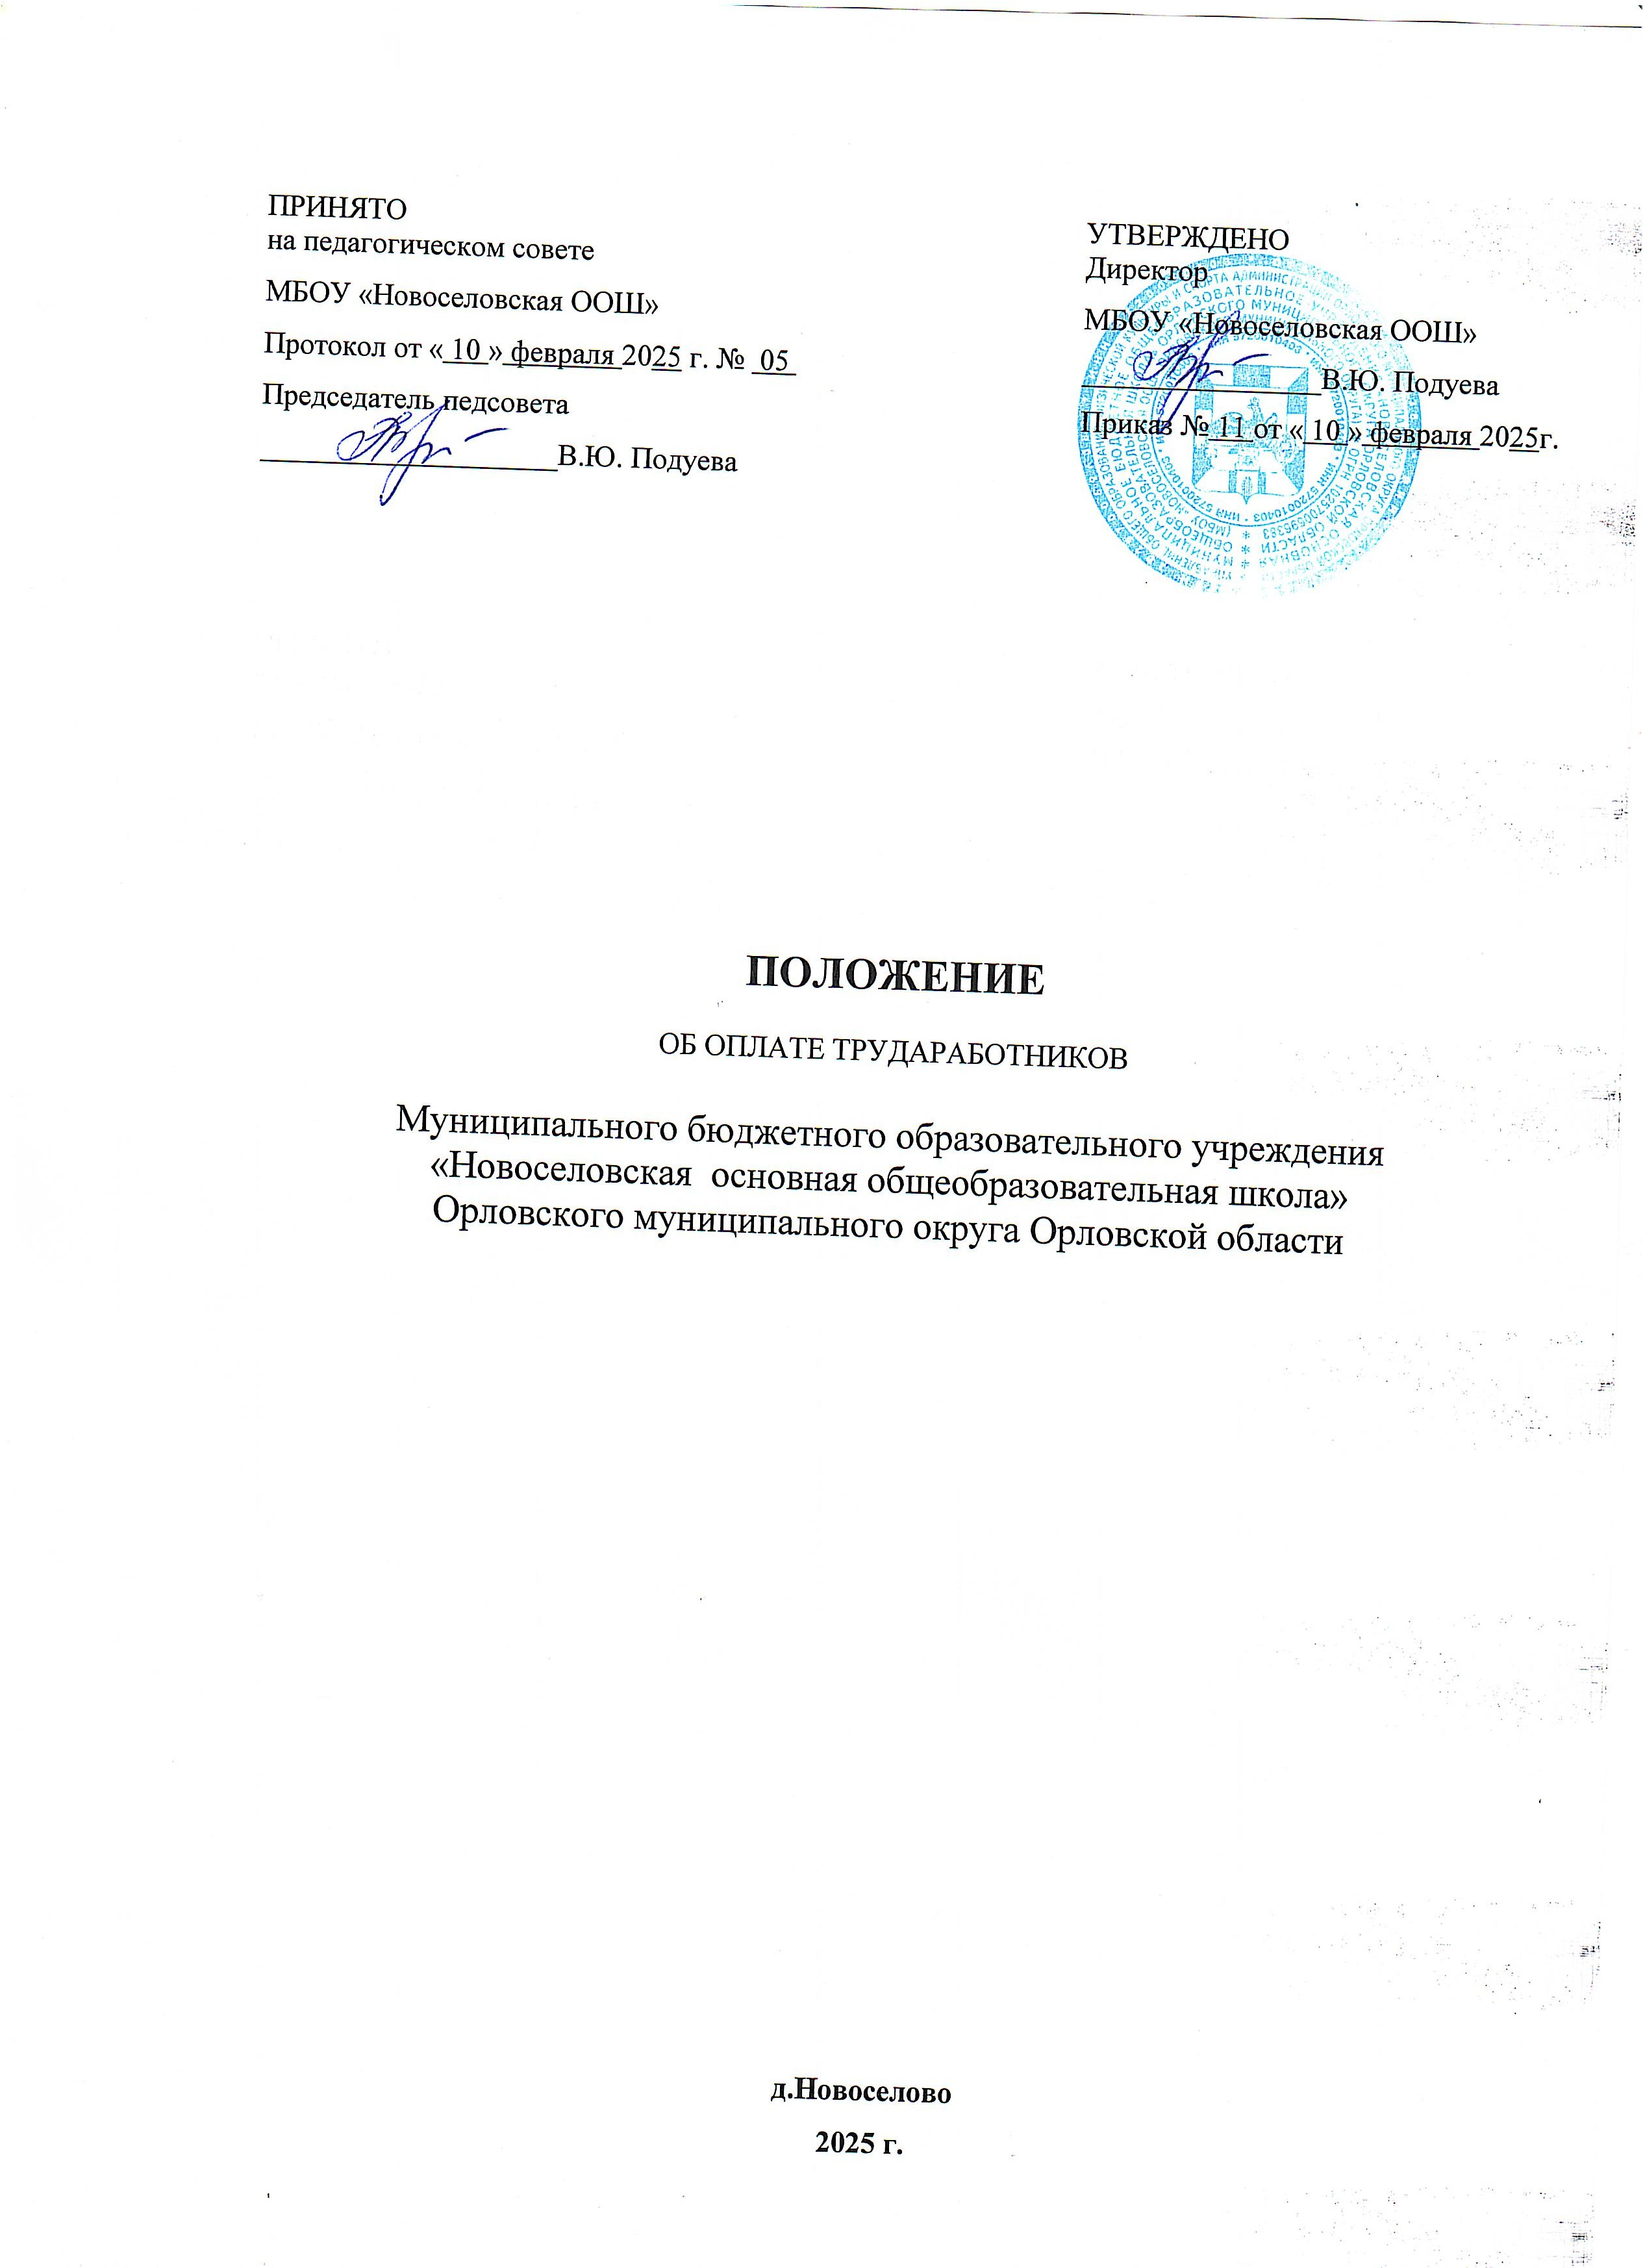 ПРИНЯТО
на педагогическом совете
МБОУ «Новоселовская ООШ»
Протокол от « 10 » февраля 2025 г. № 05
Председатель педсовета
В.Ю. Подуева
УТВЕРЖДЕНО
Директор
МБОУ «Новоселовская ООШ»
В.Ю. Подуева
Приказ № 11 от « 10 » февраля 2025г.
ПОЛОЖЕНИЕ
ОБ ОПЛАТЕ ТРУДАРАБОТНИКОВ
Муниципального бюджетного образовательного учреждения
«Новоселовская основная общеобразовательная школа»
Орловского муниципального округа Орловской области
д.Новоселово
2025 г.